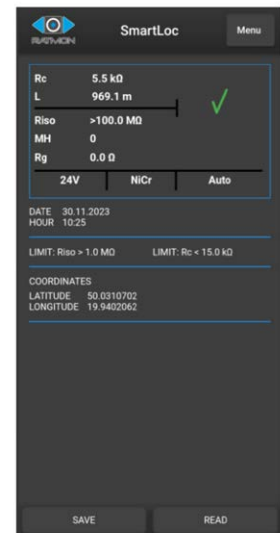 RATMON
SmartLoc
Menu
Rc 5.5 kΩ
L 969.1 m
Riso >100.0 MΩ
MH 0
Rg 0.0 Ω
24V NiCr Auto
DATE 30.11.2023
HOUR 10:25
LIMIT: Riso > 1.0 MΩ LIMIT: Rc < 15.0 kΩ
COORDINATES
LATITUDE 50.0310702
LONGITUDE 19.9402062
SAVE READ